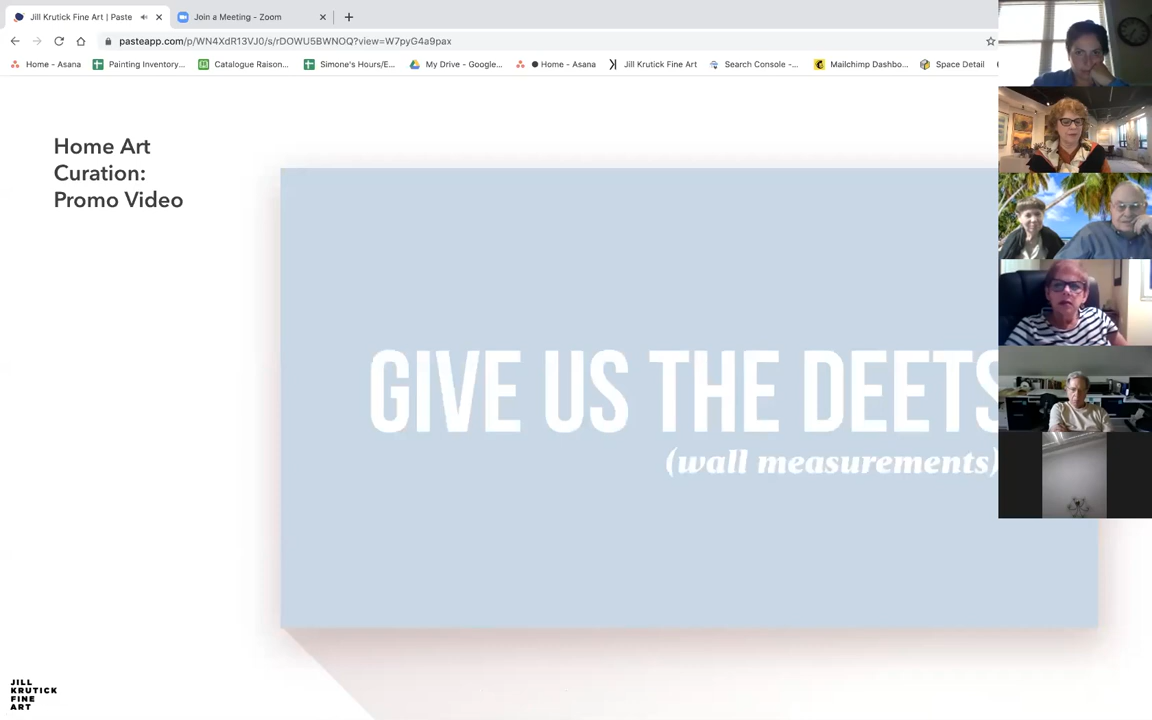 Jill Krutick Fine Art | Paste
Join a Meeting - Zoom
pasteapp.com/p/WN4XdR13VJ0/s/rDOWU5BWNOQ?view=W7pyG4a9pax
Home - Asana
Painting Inventory...
Catalogue Raison...
Simone's Hours/E...
My Drive - Google...
Home - Asana
Jill Krutick Fine Art
Search Console -...
Mailchimp Dashbo...
Space Detail
Home Art
Curation:
Promo Video
GIVE US THE DEETS
(wall measurements)
JILL
KRUTICK
FINE
ART